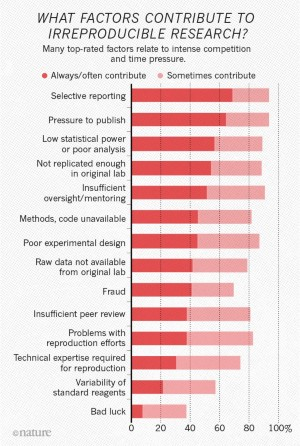 WHAT FACTORS CONTRIBUTE TO
IRREPRODUCIBLE RESEARCH?
Many top-rated factors relate to intense competition
and time pressure.
Always/often contribute Sometimes contribute
Selective reporting
Pressure to publish
Low statistical power
or poor analysis
Not replicated enough
in original lab
Insufficient
oversight/mentoring
Methods, code unavailable
Poor experimental design
Raw data not available
from original lab
Fraud
Insufficient peer review
Problems with
reproduction efforts
Technical expertise required
for reproduction
Variability of
standard reagents
Bad luck
0 20 40 60 80 100%
©nature